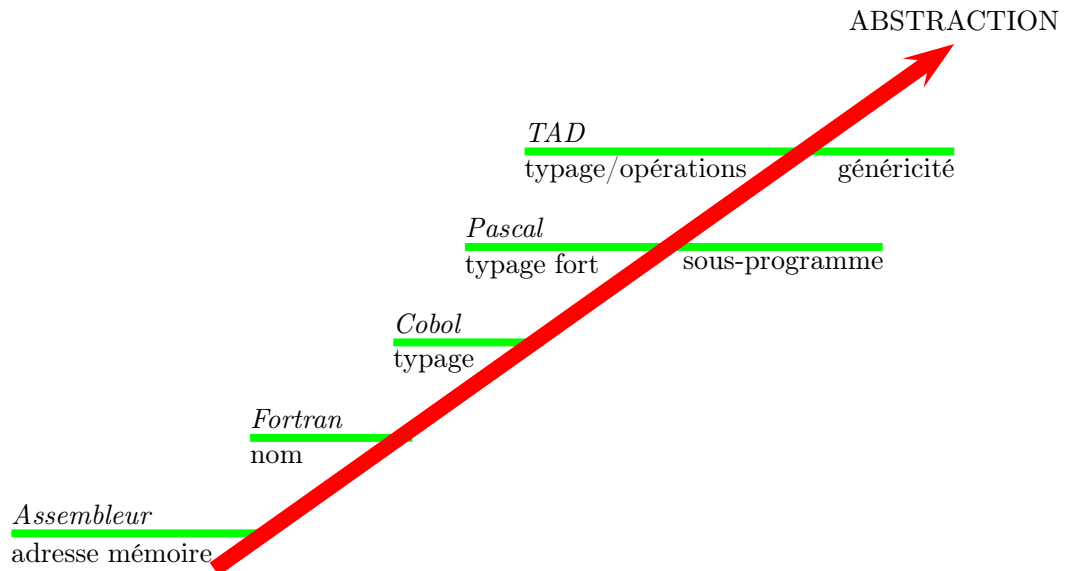 ABSTRACTION
TAD
typage/opérations généricité
Pascal
typage fort sous-programme
Cobol
typage
Fortran
nom
Assembleur
adresse mémoire